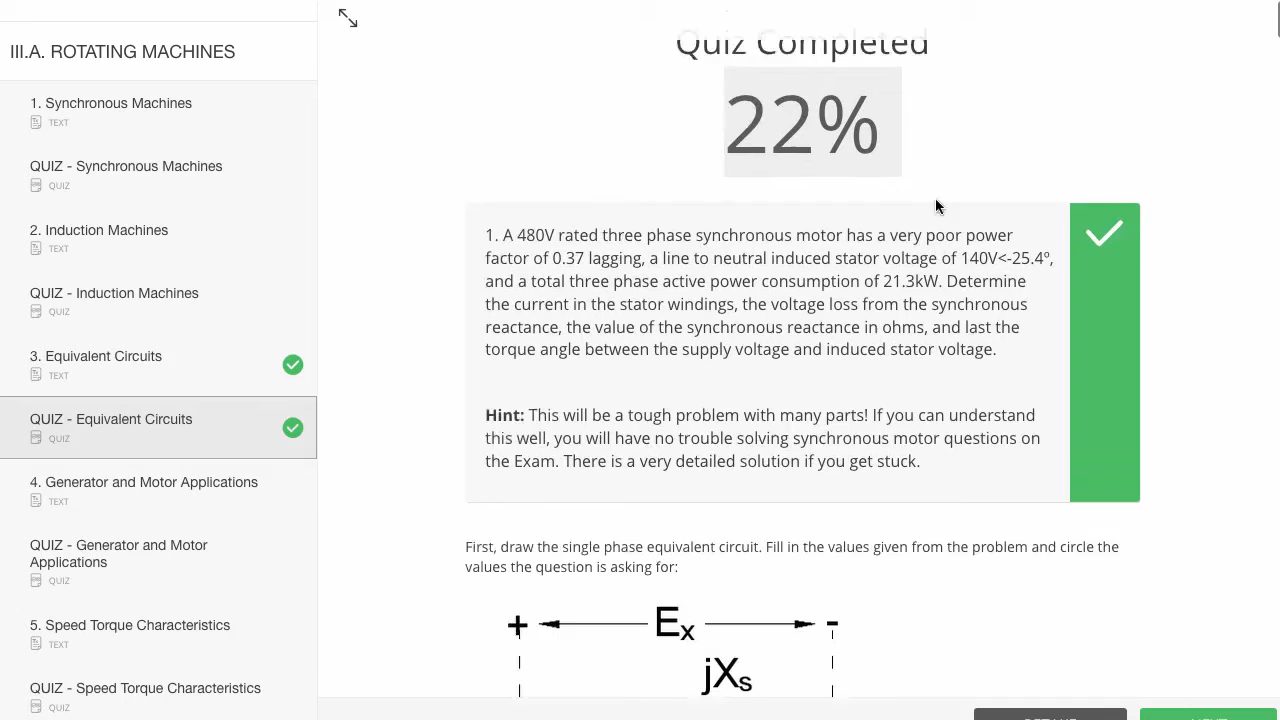 III.A. ROTATING MACHINES
1. Synchronous Machines
TEXT
QUIZ - Synchronous Machines
QUIZ
2. Induction Machines
TEXT
QUIZ - Induction Machines
QUIZ
3. Equivalent Circuits
TEXT
QUIZ - Equivalent Circuits
QUIZ
4. Generator and Motor Applications
TEXT
QUIZ - Generator and Motor
Applications
QUIZ
5. Speed Torque Characteristics
TEXT
QUIZ - Speed Torque Characteristics
QUIZ
Quiz Completed
22%
1. A 480V rated three phase synchronous motor has a very poor power
factor of 0.37 lagging, a line to neutral induced stator voltage of 140V<-25.4º,
and a total three phase active power consumption of 21.3kW. Determine
the current in the stator windings, the voltage loss from the synchronous
reactance, the value of the synchronous reactance in ohms, and last the
torque angle between the supply voltage and induced stator voltage.
Hint: This will be a tough problem with many parts! If you can understand
this well, you will have no trouble solving synchronous motor questions on
the Exam. There is a very detailed solution if you get stuck.
First, draw the single phase equivalent circuit. Fill in the values given from the problem and circle the
values the question is asking for:
+ Ex -
jXs